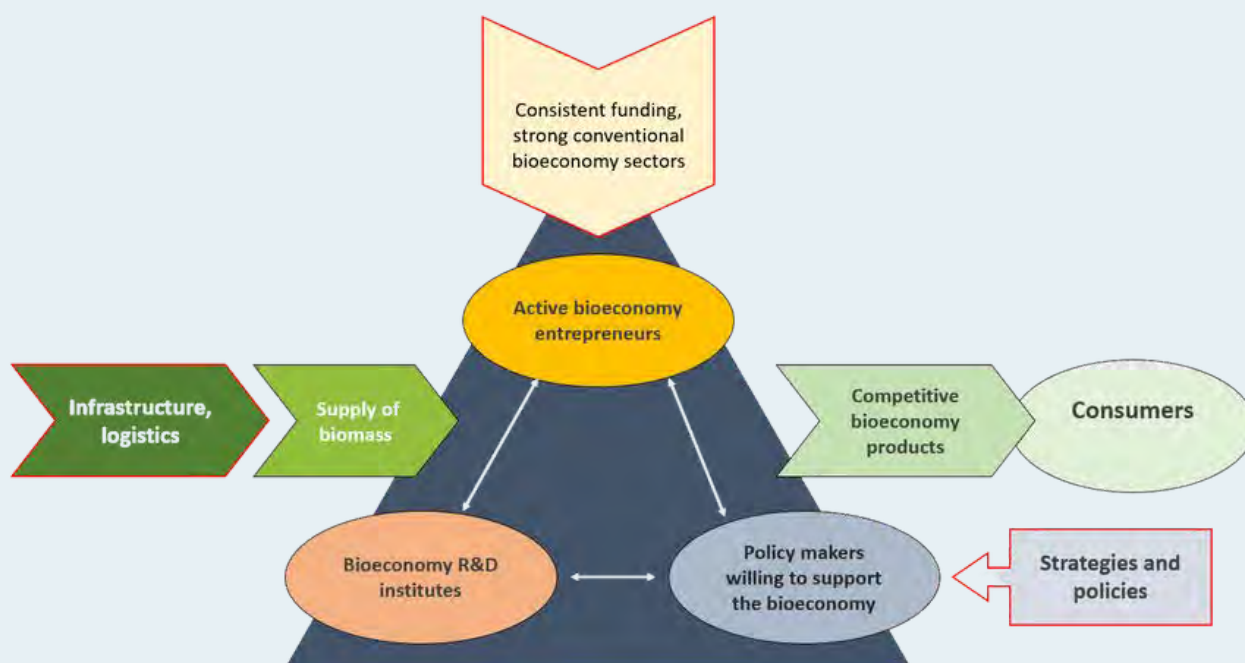 Consistent funding,
strong conventional
bioeconomy sectors
Active bioeconomy
entrepreneurs
Infrastructure,
logistics
Supply of
biomass
Competitive
bioeconomy
products
Consumers
Bioeconomy R&D
institutes
Policy makers
willing to support
the bioeconomy
Strategies and
policies